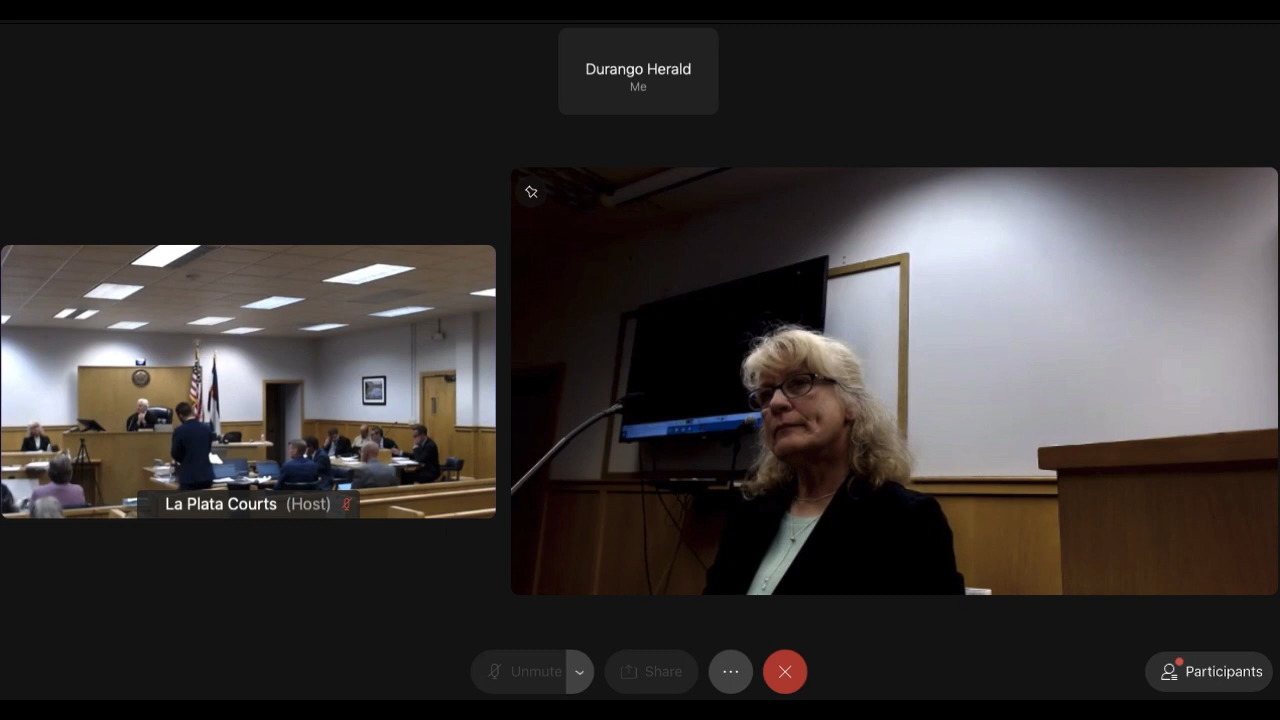 Durango Herald
Me
La Plata Courts (Host)
Unmute
Share
Participants